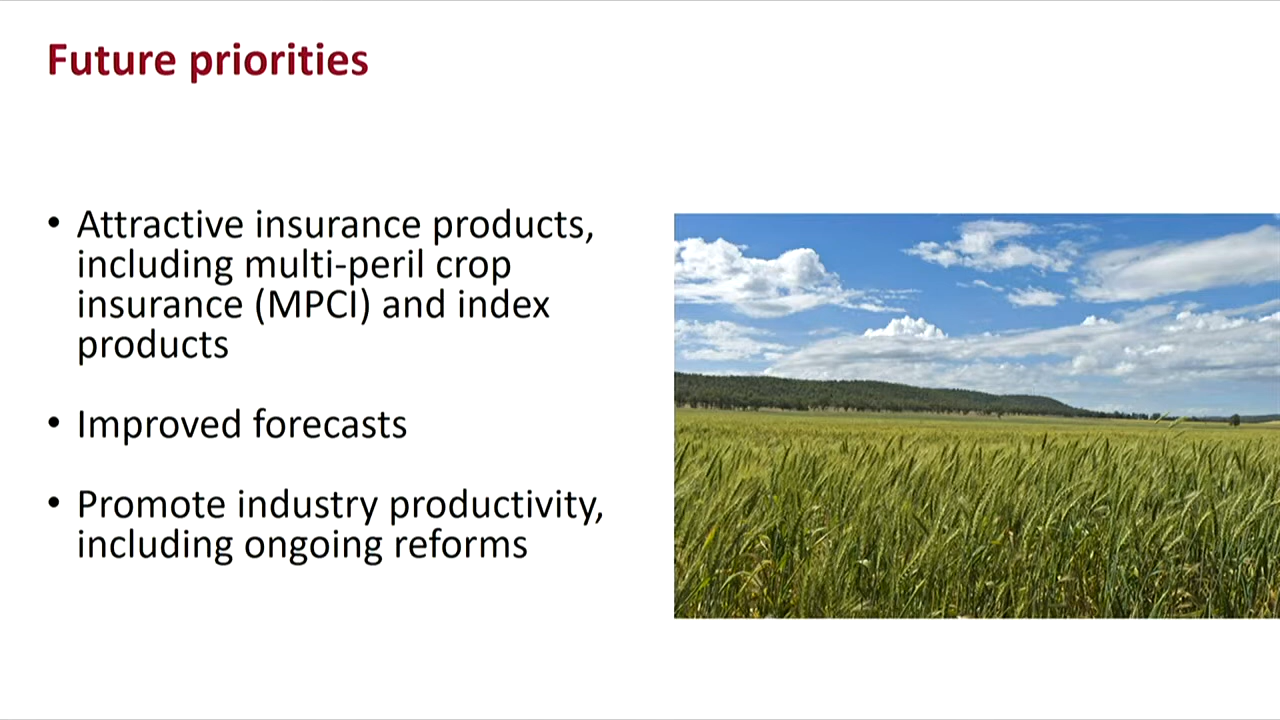 Future priorities
• Attractive insurance products,
including multi-peril crop
insurance (MPCI) and index
products
• Improved forecasts
• Promote industry productivity,
including ongoing reforms